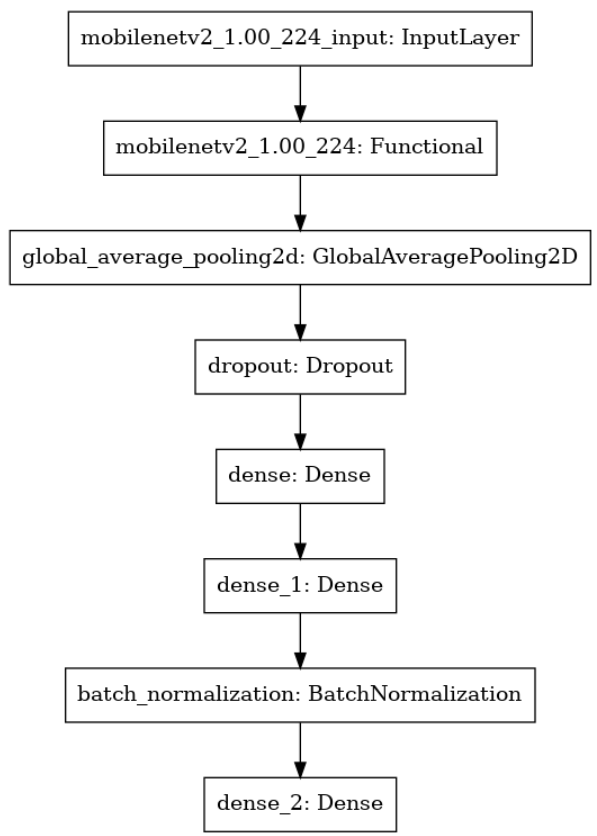 mobilenetv2_1.00_224_input: InputLayer
mobilenetv2_1.00_224: Functional
global_average_pooling2d: GlobalAveragePooling2D
dropout: Dropout
dense: Dense
dense_1: Dense
batch_normalization: BatchNormalization
dense_2: Dense